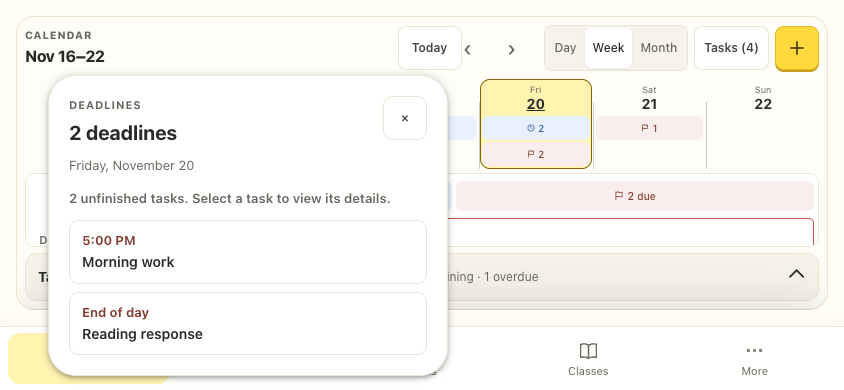 CALENDAR
Nov 16–22
Today
Day
Week
Month
Tasks (4)
Fri
20
2
2
Sat
21
1
Sun
22
2 due
DEADLINES
2 deadlines
×
Friday, November 20
2 unfinished tasks. Select a task to view its details.
5:00 PM
Morning work
End of day
Reading response
D
Ta
ining · 1 overdue
Classes
More